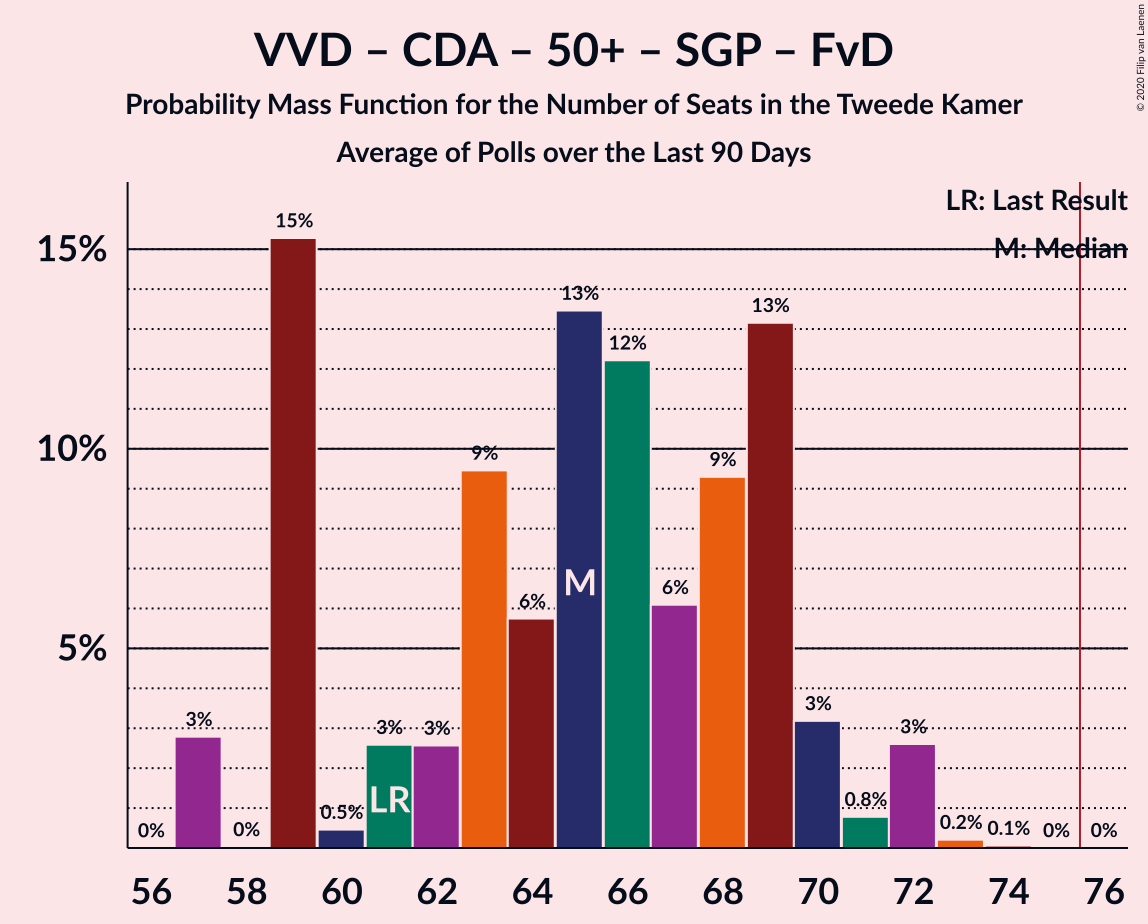 VVD – CDA – 50+ – SGP – FvD
Probability Mass Function for the Number of Seats in the Tweede Kamer
Average of Polls over the Last 90 Days
© 2020 Filip van Laenen
LR: Last Result
M: Median
15%
10%
5%
0%
3%
0%
15%
0.5%
3%
3%
9%
6%
13%
12%
6%
9%
13%
3%
0.8%
3%
0.2%
0.1%
0%
0%
LR
M
56 58 60 62 64 66 68 70 72 74 76